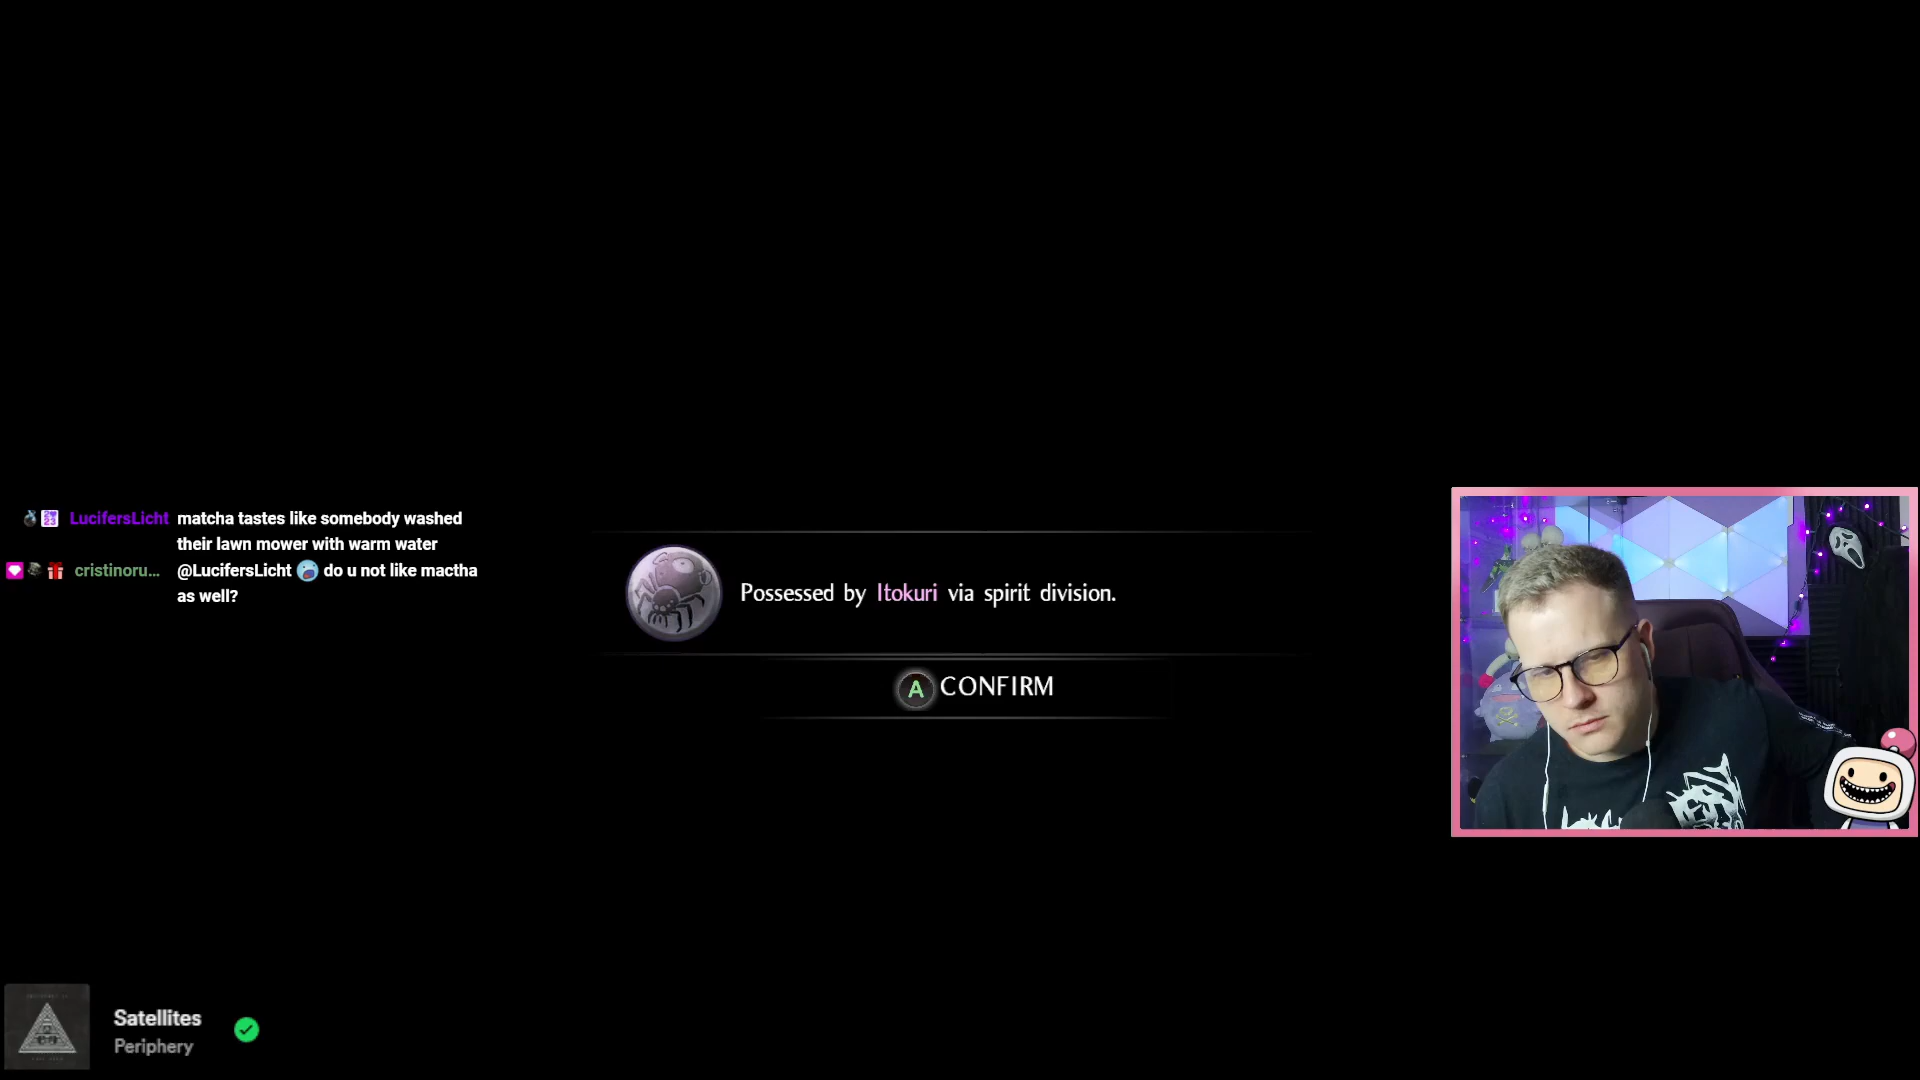 LucifersLicht matcha tastes like somebody washed
their lawn mower with warm water
cristinoru... @LucifersLicht do u not like mactha
as well?
Possessed by Itokuri via spirit division.
A CONFIRM
Satellites
Periphery